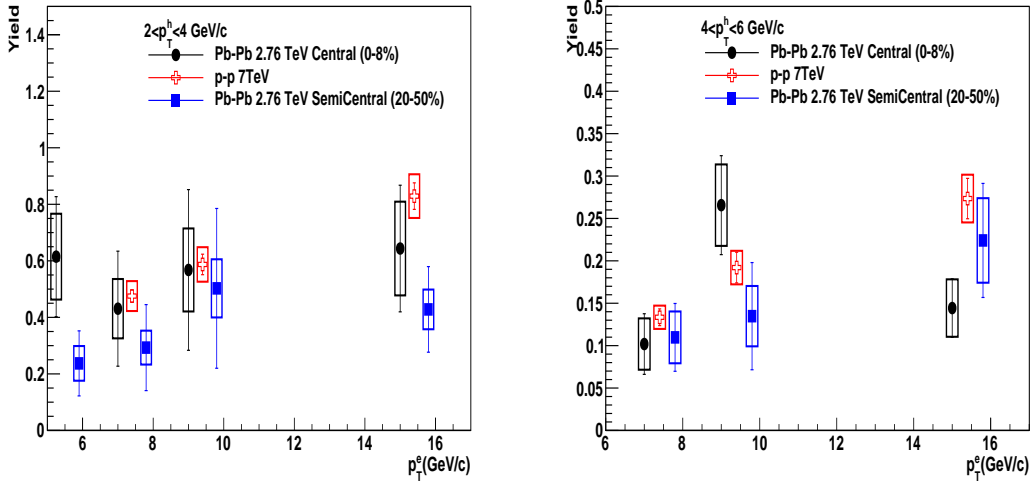 Yield
2<p_T^h<4 GeV/c
Pb-Pb 2.76 TeV Central (0-8%)
p-p 7TeV
Pb-Pb 2.76 TeV SemiCentral (20-50%)
1.4
1.2
1
0.8
0.6
0.4
0.2
0
6 8 10 12 14 16
p_T^e(GeV/c)
Yield
4<p_T^h<6 GeV/c
Pb-Pb 2.76 TeV Central (0-8%)
p-p 7TeV
Pb-Pb 2.76 TeV SemiCentral (20-50%)
0.5
0.45
0.4
0.35
0.3
0.25
0.2
0.15
0.1
0.05
0
6 8 10 12 14 16
p_T^e(GeV/c)